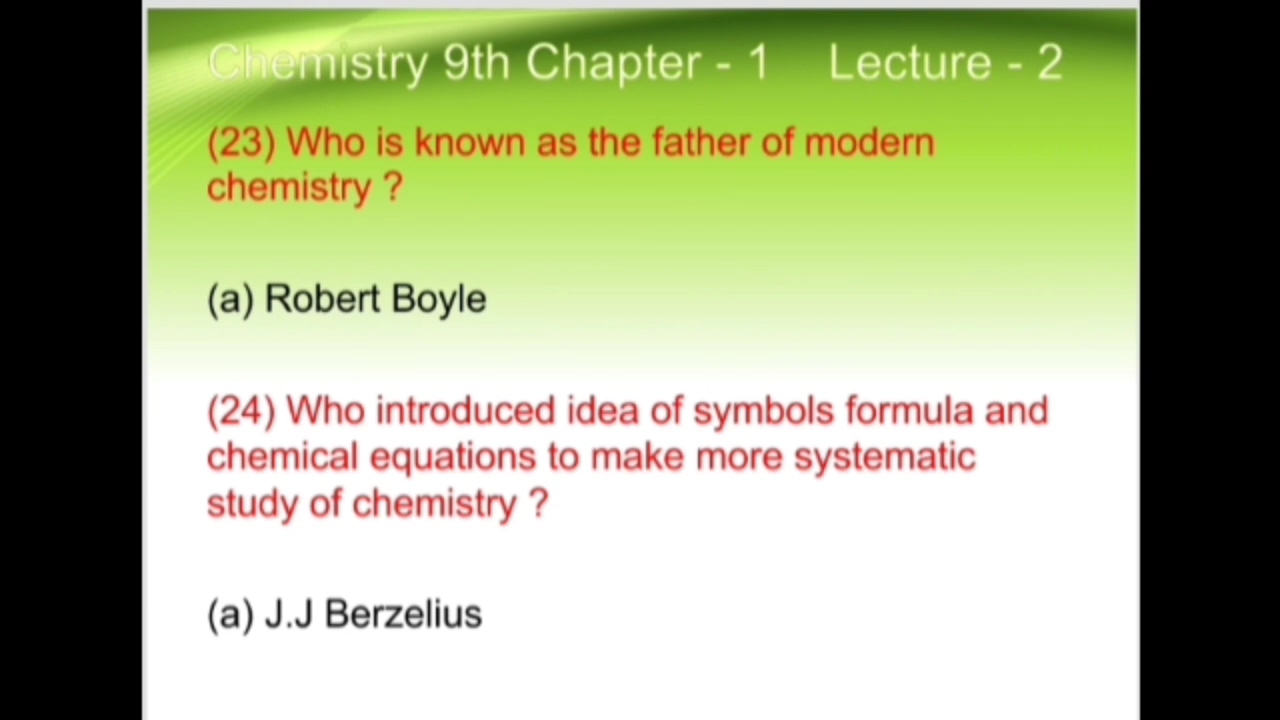 Chemistry 9th Chapter - 1 Lecture - 2
(23) Who is known as the father of modern
chemistry ?
(a) Robert Boyle
(24) Who introduced idea of symbols formula and
chemical equations to make more systematic
study of chemistry ?
(a) J.J Berzelius